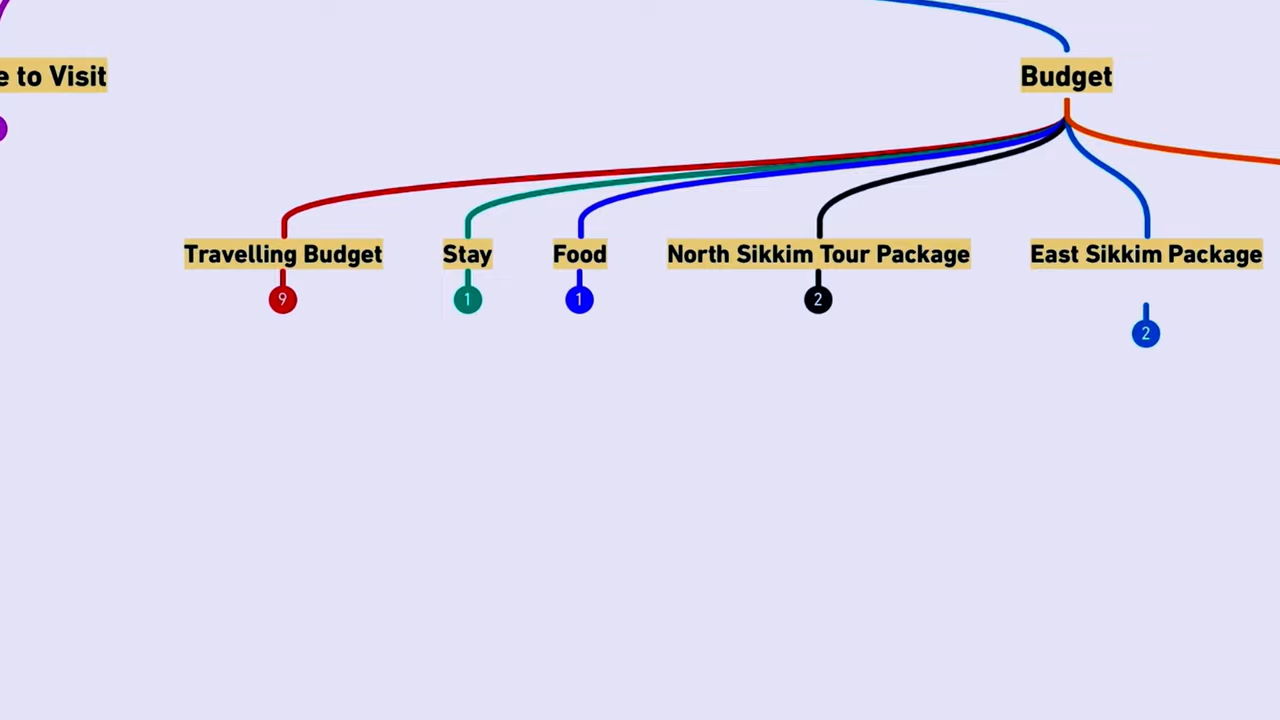 e to Visit
Budget
Travelling Budget
Stay
Food
North Sikkim Tour Package
East Sikkim Package
9
1
1
2
2